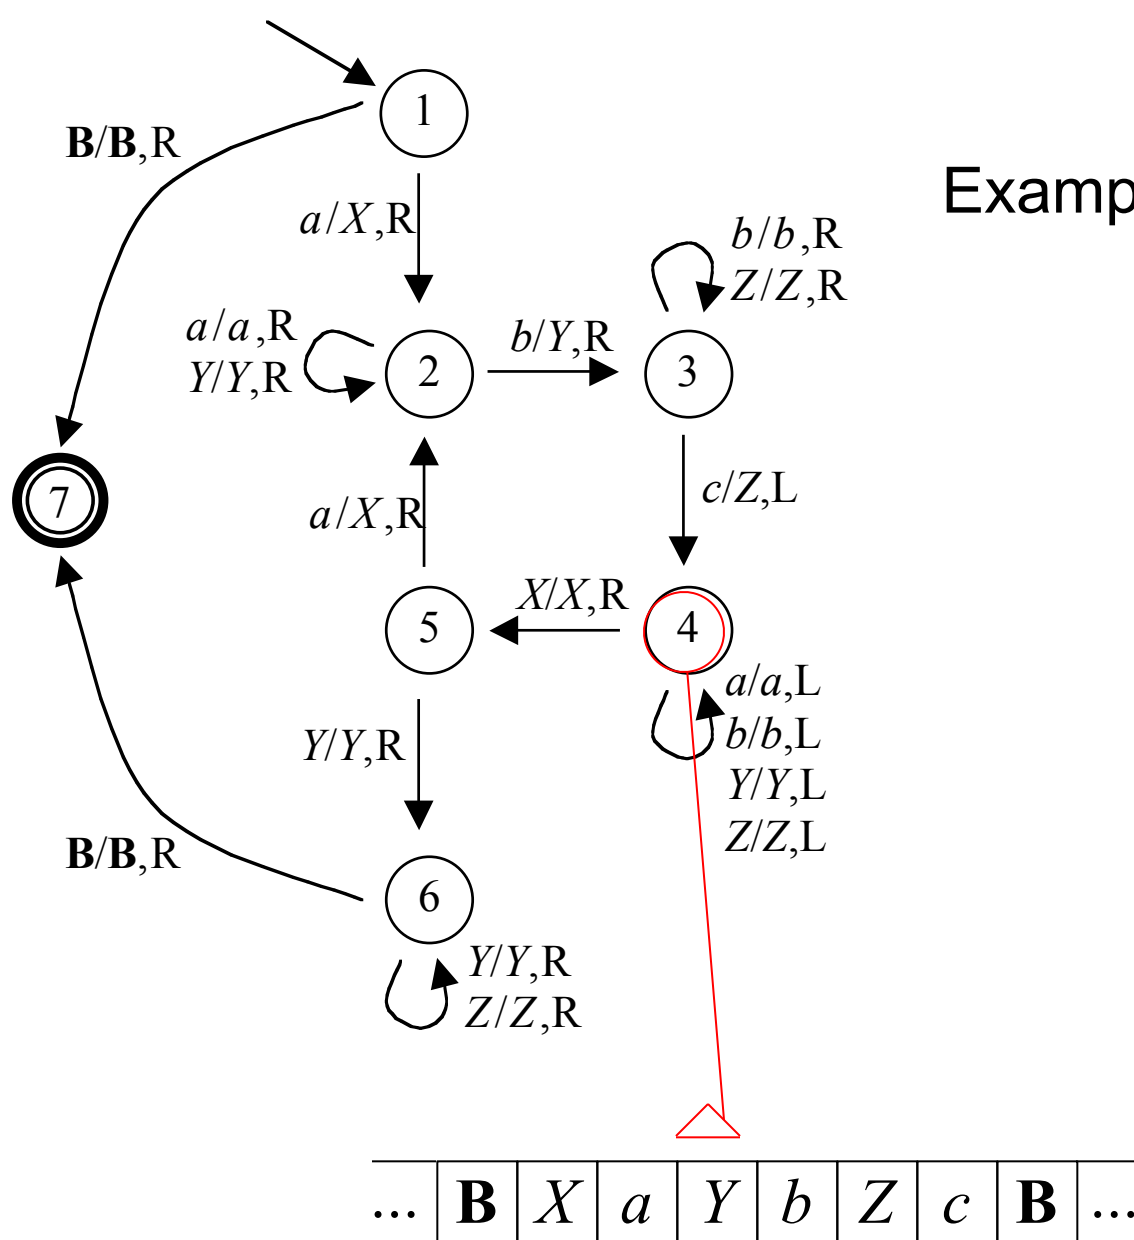 1
B/B,R
Examp
a/X,R
b/b,R
Z/Z,R
a/a,R
Y/Y,R
b/Y,R
2
3
7
c/Z,L
a/X,R
X/X,R
5
4
a/a,L
b/b,L
Y/Y,L
Z/Z,L
Y/Y,R
B/B,R
6
Y/Y,R
Z/Z,R
... B X a Y b Z c B ...